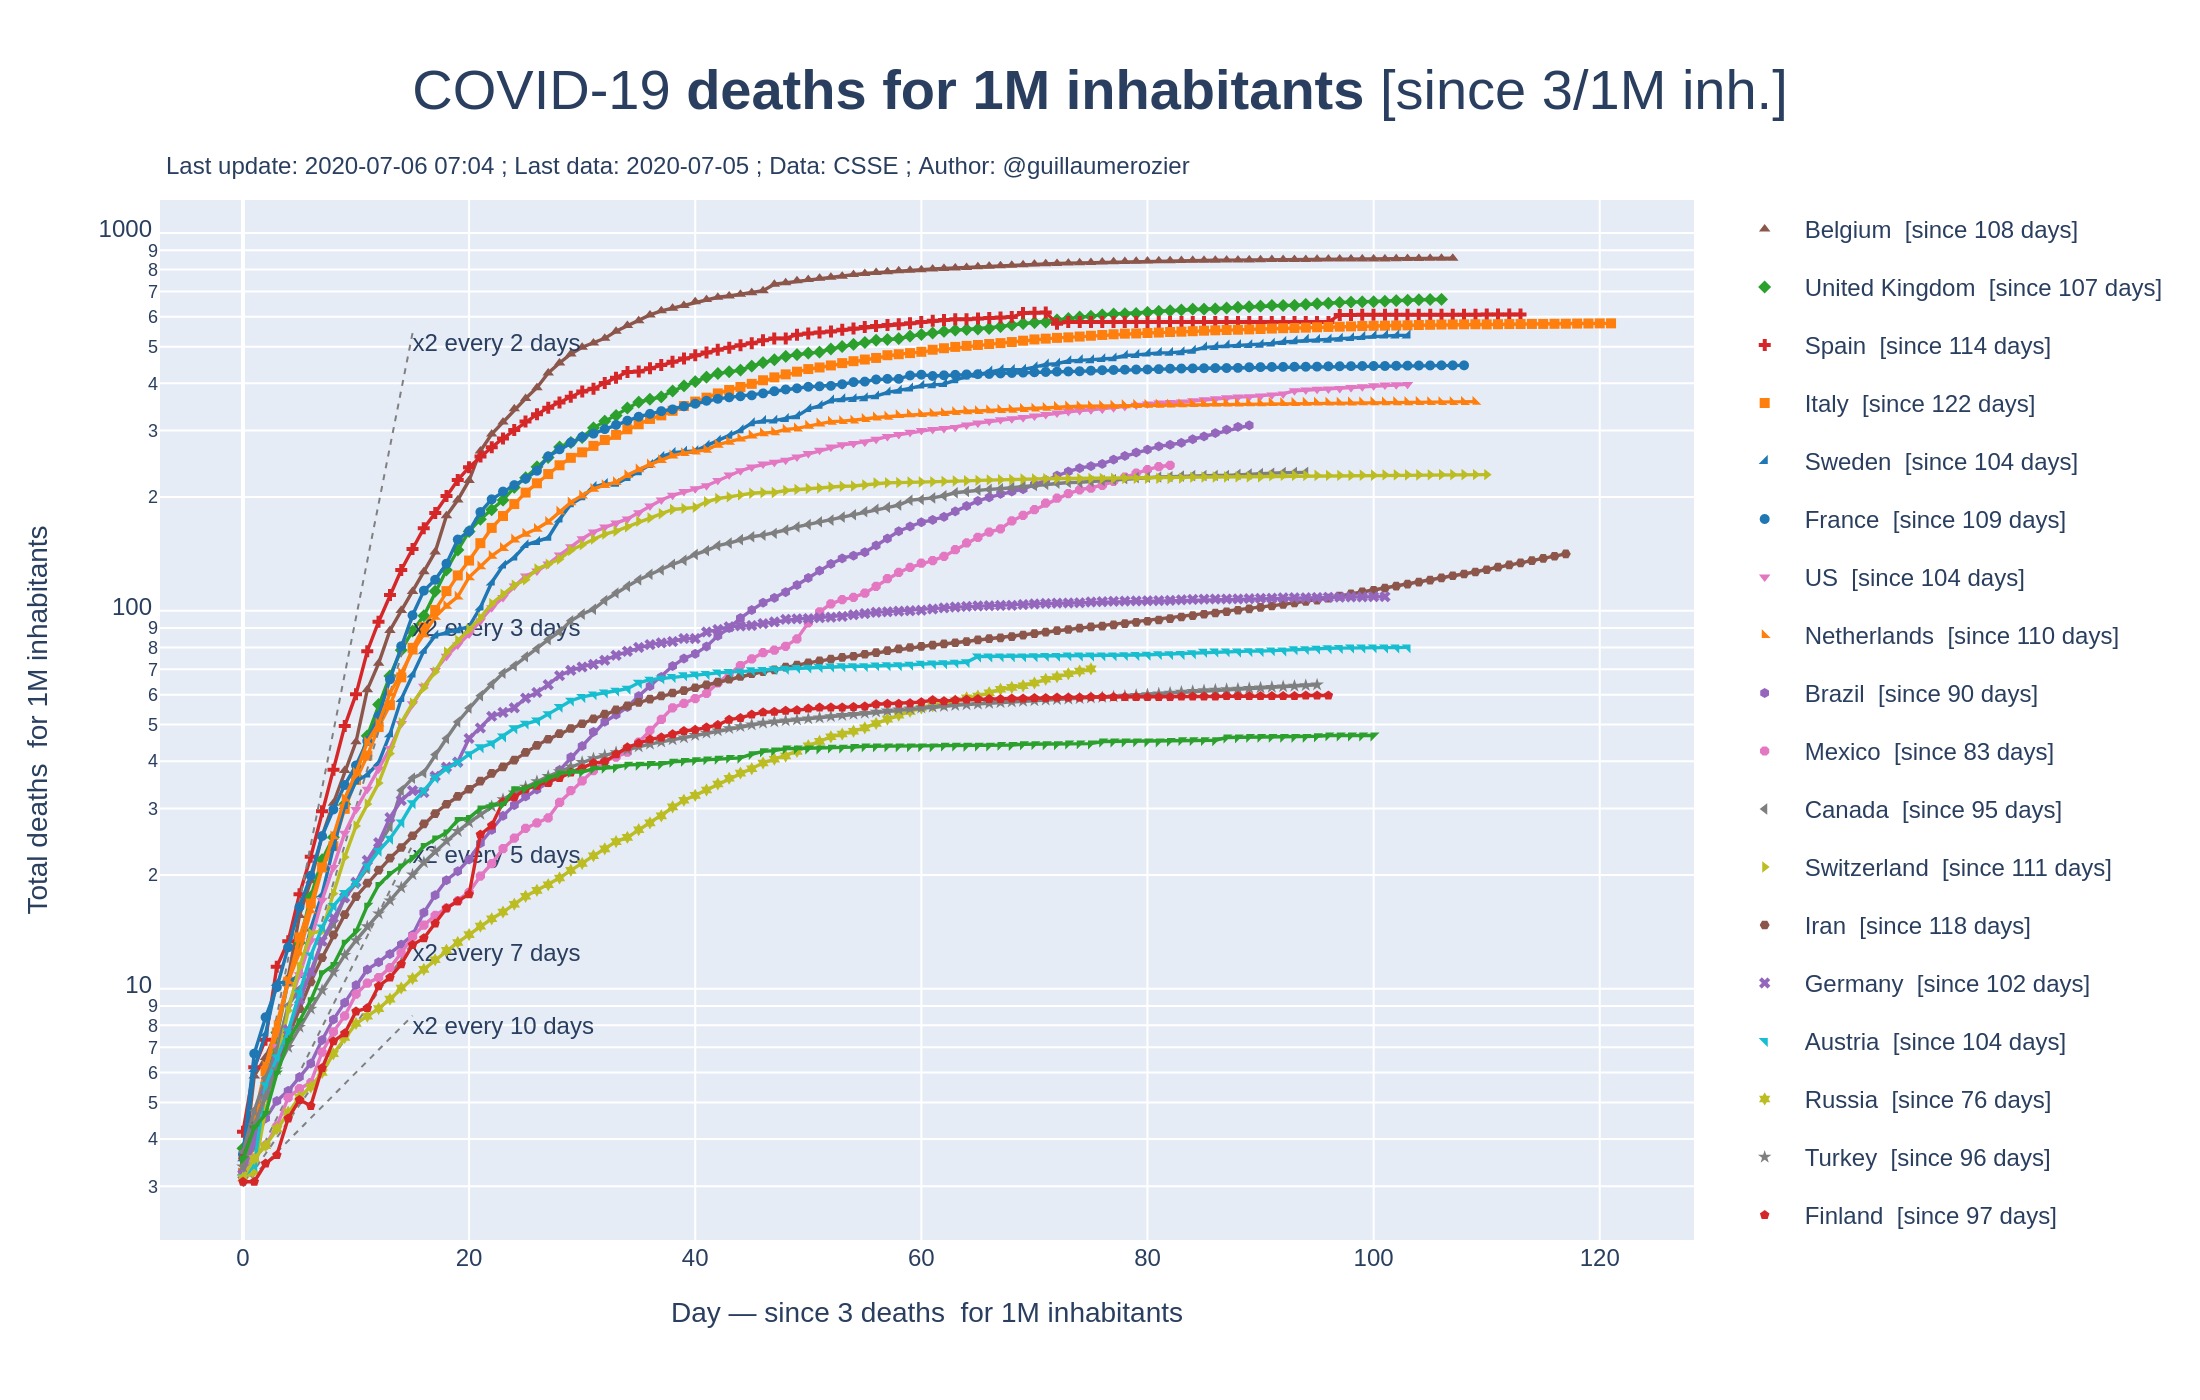 COVID-19 deaths for 1M inhabitants [since 3/1M inh.]
Last update: 2020-07-06 07:04 ; Last data: 2020-07-05 ; Data: CSSE ; Author: @guillaumerozier
Total deaths  for 1M inhabitants
1000
9
8
7
6
5
4
3
2
100
9
8
7
6
5
4
3
2
10
9
8
7
6
5
4
3
x2 every 2 days
x2 every 3 days
x2 every 5 days
x2 every 7 days
x2 every 10 days
0 20 40 60 80 100 120
Day — since 3 deaths  for 1M inhabitants
Belgium  [since 108 days]
United Kingdom  [since 107 days]
Spain  [since 114 days]
Italy  [since 122 days]
Sweden  [since 104 days]
France  [since 109 days]
US  [since 104 days]
Netherlands  [since 110 days]
Brazil  [since 90 days]
Mexico  [since 83 days]
Canada  [since 95 days]
Switzerland  [since 111 days]
Iran  [since 118 days]
Germany  [since 102 days]
Austria  [since 104 days]
Russia  [since 76 days]
Turkey  [since 96 days]
Finland  [since 97 days]